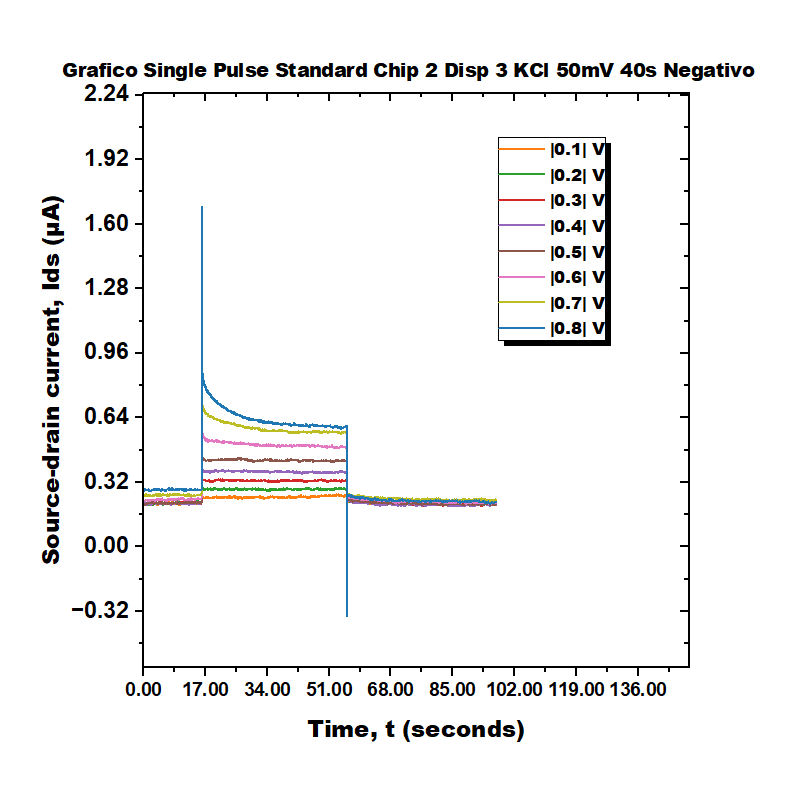 Grafico Single Pulse Standard Chip 2 Disp 3 KCl 50mV 40s Negativo
2.24
1.92
1.60
1.28
0.96
0.64
0.32
0.00
−0.32
Source-drain current, Ids (μA)
|0.1| V
|0.2| V
|0.3| V
|0.4| V
|0.5| V
|0.6| V
|0.7| V
|0.8| V
0.00 17.00 34.00 51.00 68.00 85.00 102.00 119.00 136.00
Time, t (seconds)